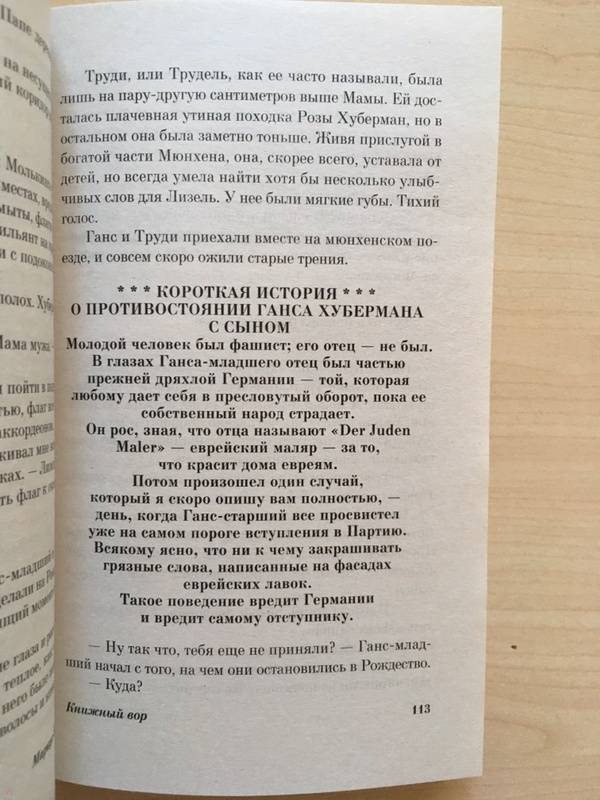 Папе
на несущ
ий коридор
Труди, или Трудель, как ее часто называли, была
лишь на пару-другую сантиметров выше Мамы. Ей дос-
талась плачевная утиная походка Розы Хуберман, но в
остальном она была заметно тоньше. Живя прислугой в
богатой части Мюнхена, она, скорее всего, уставала от
детей, но всегда умела найти хотя бы несколько улыб-
чивых слов для Лизель. У нее были мягкие губы. Тихий
голос.
Ганс и Труди приехали вместе на мюнхенском по-
езде, и совсем скоро ожили старые трения.
* * * КОРОТКАЯ ИСТОРИЯ * * *
О ПРОТИВОСТОЯНИИ ГАНСА ХУБЕРМАНА
С СЫНОМ
Молодой человек был фашист; его отец — не был.
В глазах Ганса-младшего отец был частью
прежней дряхлой Германии — той, которая
любому дает себя в пресловутый оборот, пока ее
собственный народ страдает.
Он рос, зная, что отца называют «Der Juden
Maler» — еврейский маляр — за то,
что красит дома евреям.
Потом произошел один случай,
который я скоро опишу вам полностью, —
день, когда Ганс-старший все просвистел
уже на самом пороге вступления в Партию.
Всякому ясно, что ни к чему закрашивать
грязные слова, написанные на фасадах
еврейских лавок.
Такое поведение вредит Германии
и вредит самому отступнику.
— Ну так что, тебя еще не приняли? — Ганс-млад-
ший начал с того, на чем они остановились в Рождество.
— Куда?
Книжный вор 113